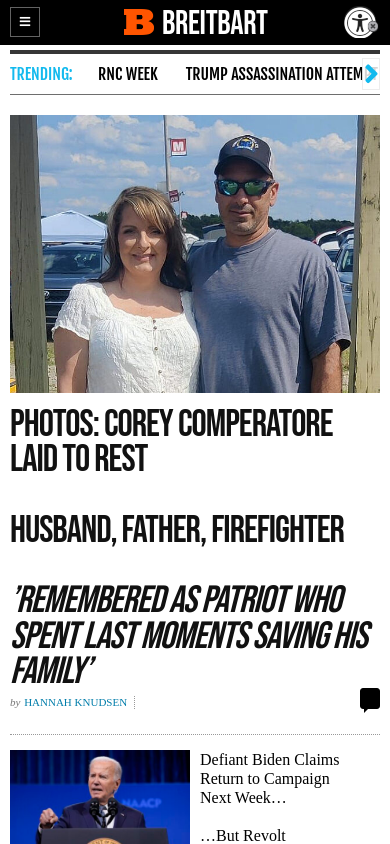 BREITBART
TRENDING:
RNC WEEK
TRUMP ASSASSINATION ATTEM
M
PHOTOS: COREY COMPERATORE
LAID TO REST
HUSBAND, FATHER, FIREFIGHTER
'REMEMBERED AS PATRIOT WHO
SPENT LAST MOMENTS SAVING HIS
FAMILY'
by HANNAH KNUDSEN
NAACP
Defiant Biden Claims
Return to Campaign
Next Week…
…But Revolt